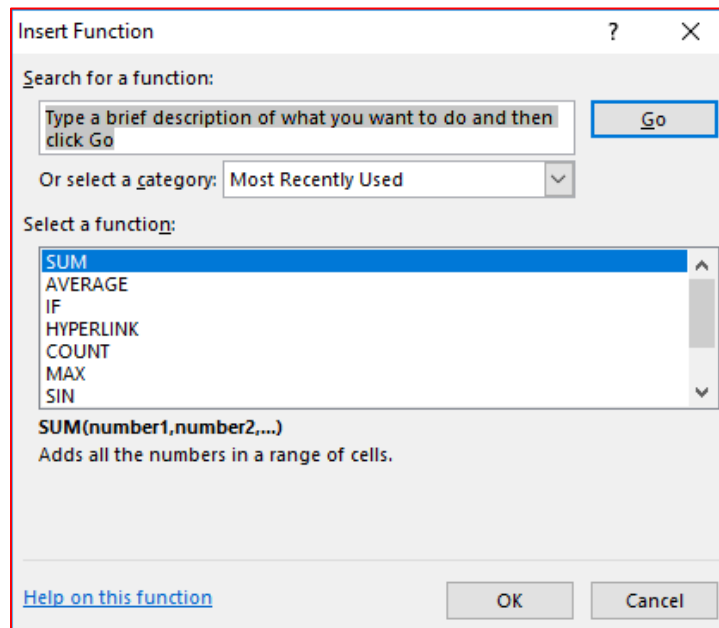 Insert Function
?
Search for a function:
Type a brief description of what you want to do and then
click Go
Go
Or select a category: Most Recently Used
Select a function:
SUM
AVERAGE
IF
HYPERLINK
COUNT
MAX
SIN
SUM(number1,number2,...)
Adds all the numbers in a range of cells.
Help on this function
OK
Cancel